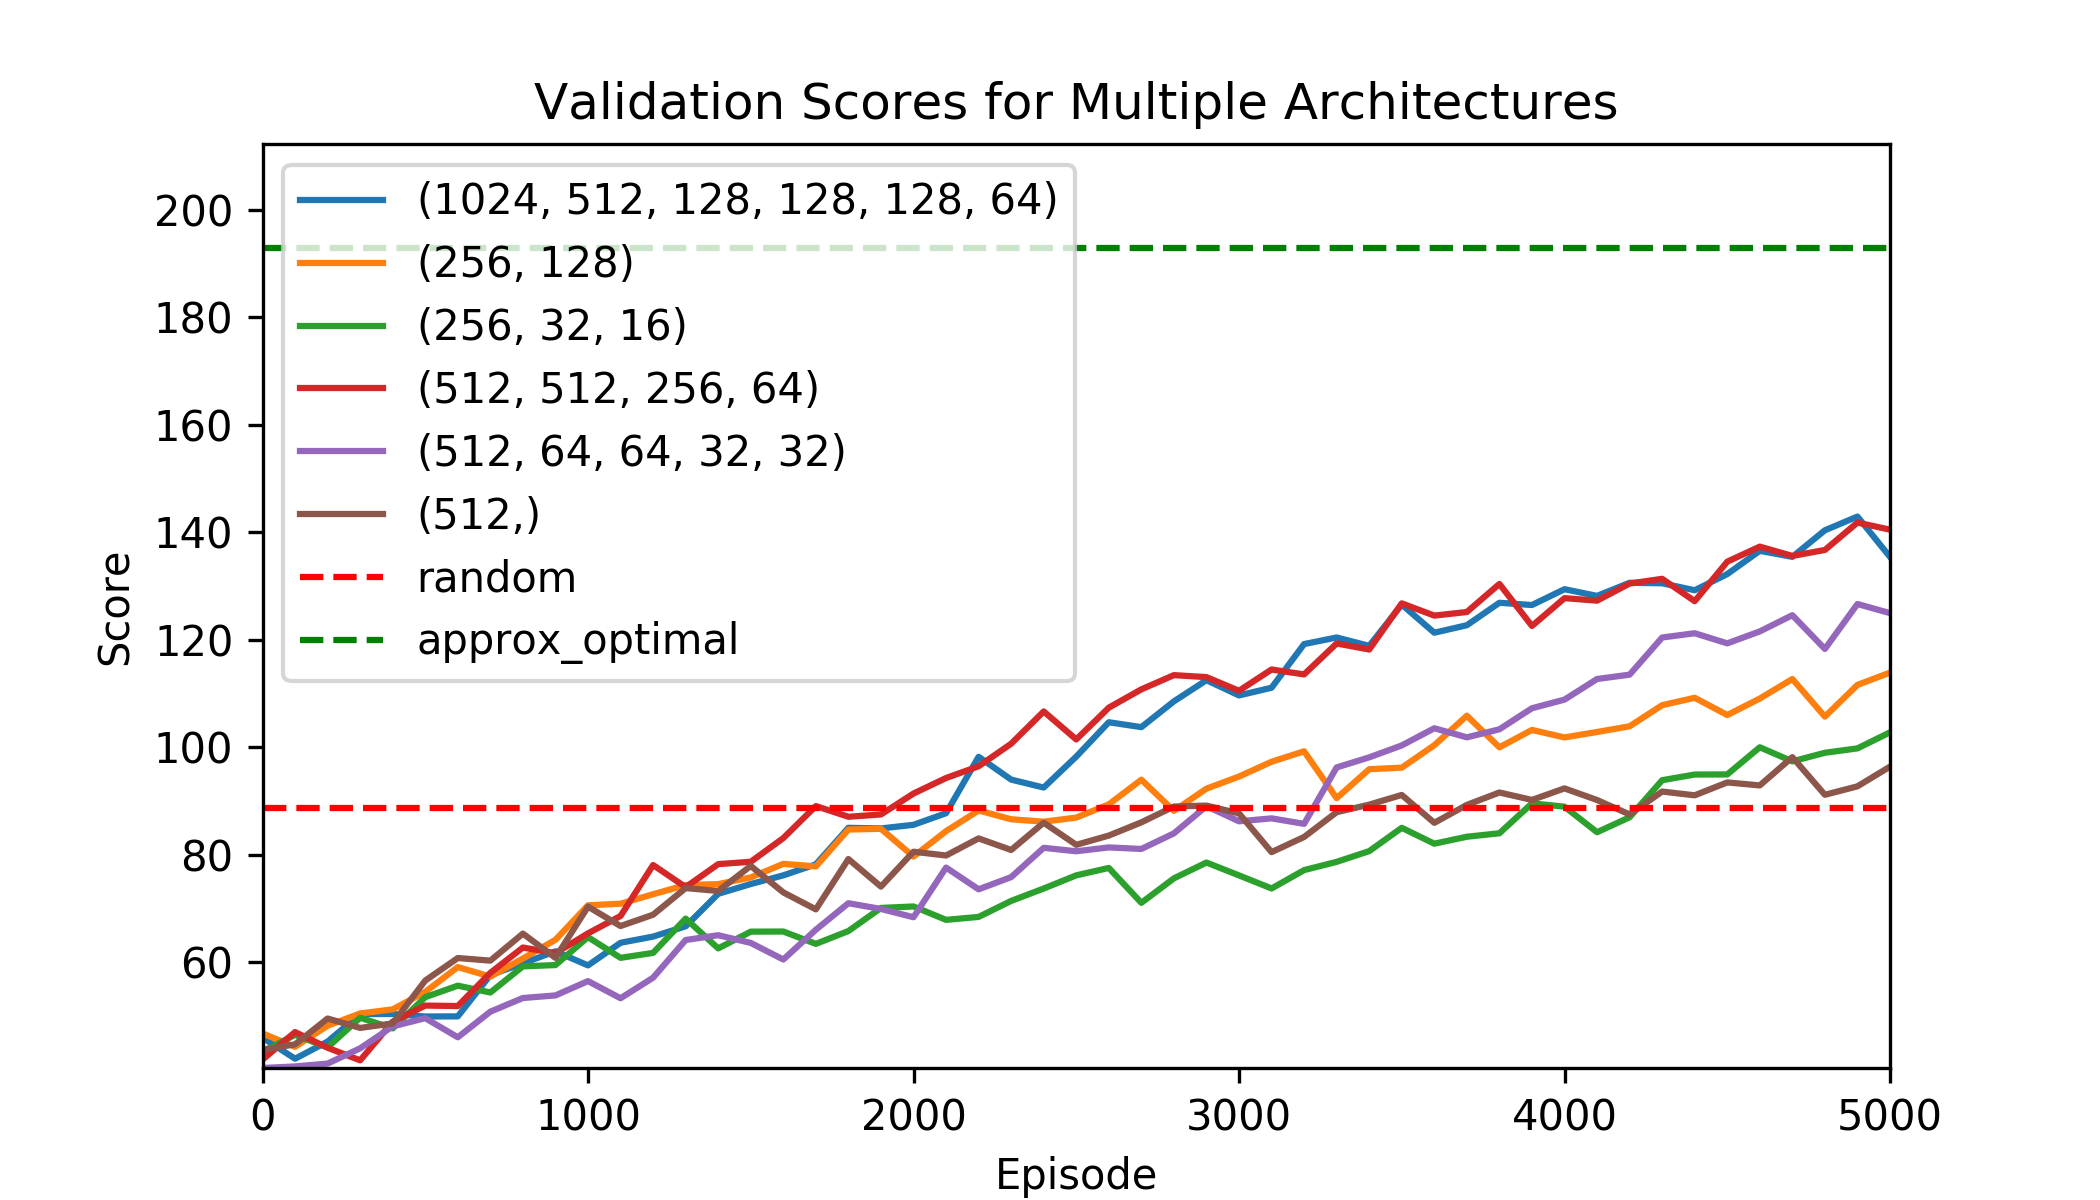 Validation Scores for Multiple Architectures
(1024, 512, 128, 128, 128, 64)
(256, 128)
(256, 32, 16)
(512, 512, 256, 64)
(512, 64, 64, 32, 32)
(512,)
random
approx_optimal
200
180
160
140
120
100
80
60
Score
0 1000 2000 3000 4000 5000
Episode